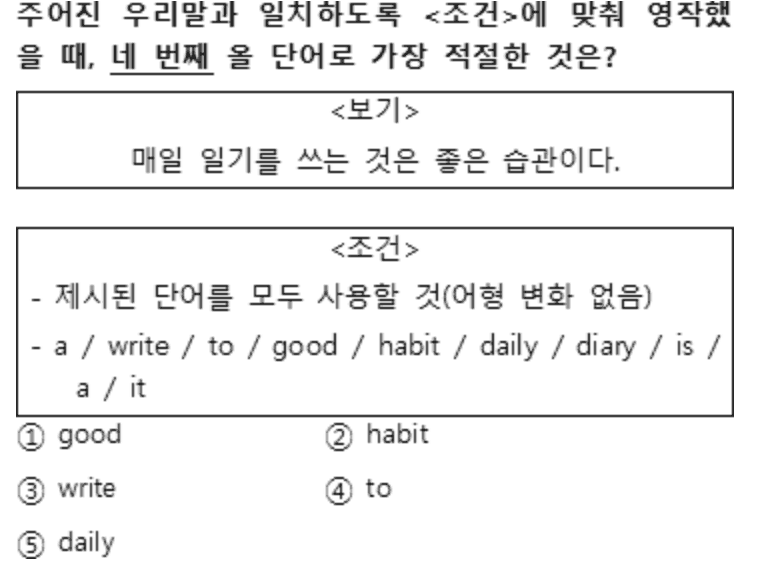 주어진 우리말과 일치하도록 <조건>에 맞춰 영작했
을 때, 네 번째 올 단어로 가장 적절한 것은?
<보기>
매일 일기를 쓰는 것은 좋은 습관이다.
<조건>
- 제시된 단어를 모두 사용할 것(어형 변화 없음)
- a / write / to / good / habit / daily / diary / is /
a / it
① good ② habit
③ write ④ to
⑤ daily